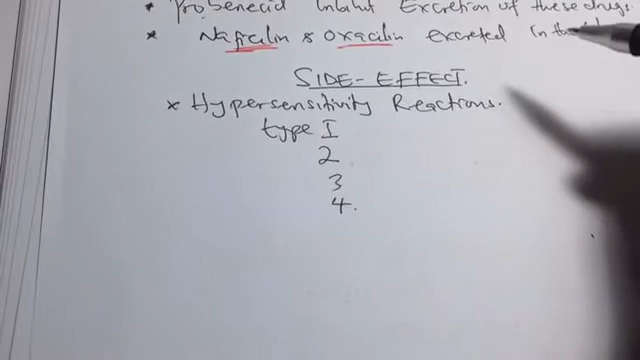 * Probenecid Inhibit Excretion of these drugs.
* Nafcilin & Oxacilin excreted in the
SIDE-EFFECT.
* Hypersensitivity Reactions.
type I
2
3
4.